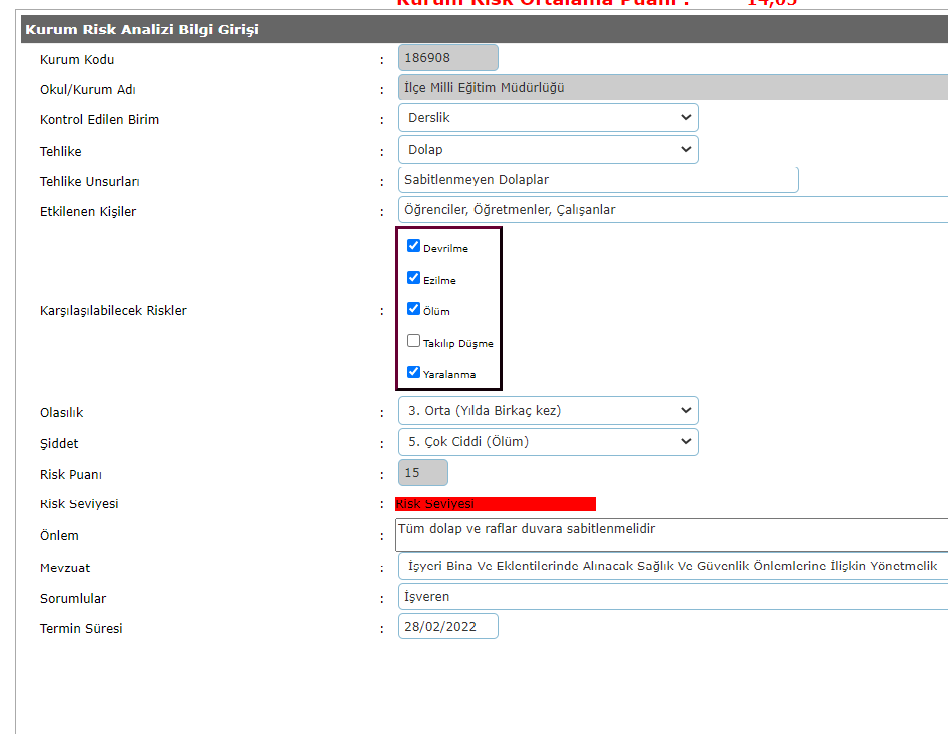 Kurum Risk Ortalama Puanı : 14,05
Kurum Risk Analizi Bilgi Girişi
Kurum Kodu : 186908
Okul/Kurum Adı : İlçe Milli Eğitim Müdürlüğü
Kontrol Edilen Birim : Derslik
Tehlike : Dolap
Tehlike Unsurları : Sabitlenmeyen Dolaplar
Etkilenen Kişiler : Öğrenciler, Öğretmenler, Çalışanlar
Devrilme
Ezilme
Karşılaşılabilecek Riskler : Ölüm
Takılıp Düşme
Yaralanma
Olasılık : 3. Orta (Yılda Birkaç kez)
Şiddet : 5. Çok Ciddi (Ölüm)
Risk Puanı : 15
Risk Seviyesi : Risk Seviyesi
Önlem : Tüm dolap ve raflar duvara sabitlenmelidir
Mevzuat : İşyeri Bina Ve Eklentilerinde Alınacak Sağlık Ve Güvenlik Önlemlerine İlişkin Yönetmelik
Sorumlular : İşveren
Termin Süresi : 28/02/2022